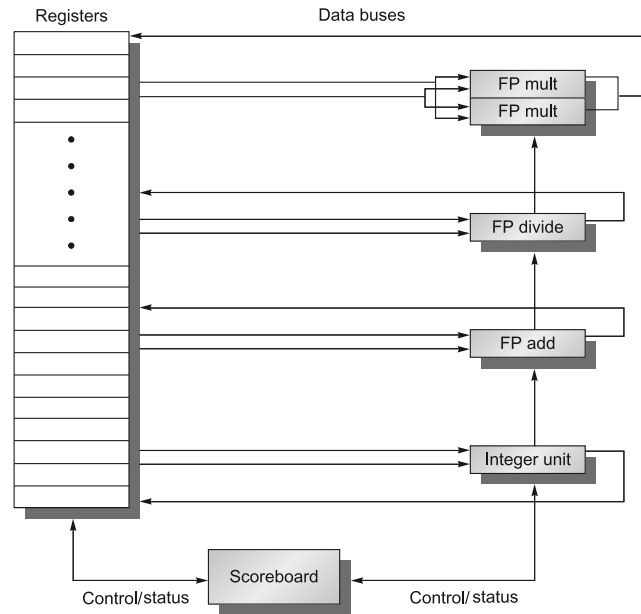 Registers
Data buses
FP mult
FP mult
FP divide
FP add
Integer unit
Scoreboard
Control/status
Control/status